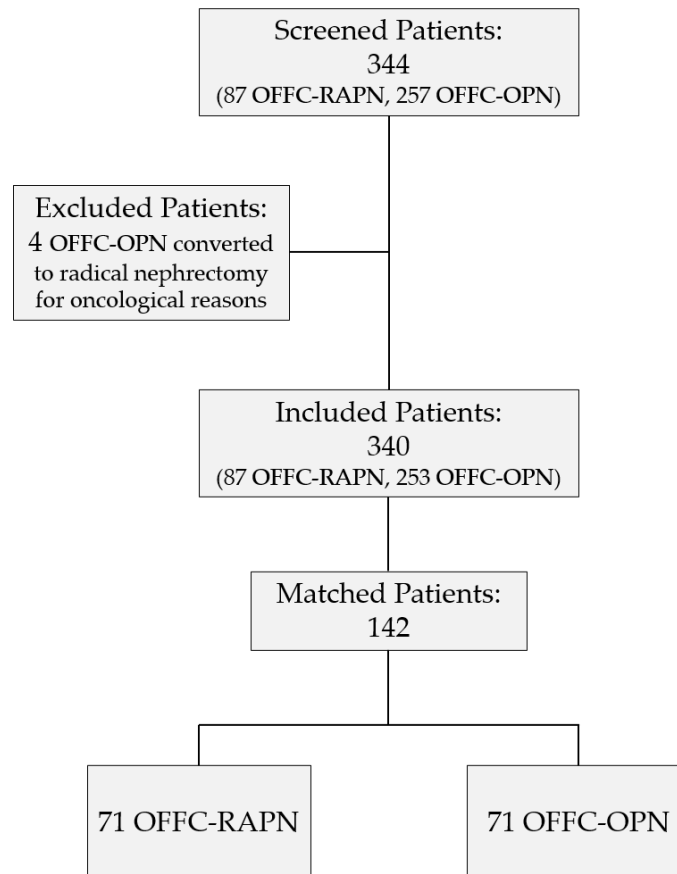 Screened Patients:
344
(87 OFFC-RAPN, 257 OFFC-OPN)
Excluded Patients:
4 OFFC-OPN converted
to radical nephrectomy
for oncological reasons
Included Patients:
340
(87 OFFC-RAPN, 253 OFFC-OPN)
Matched Patients:
142
71 OFFC-RAPN
71 OFFC-OPN